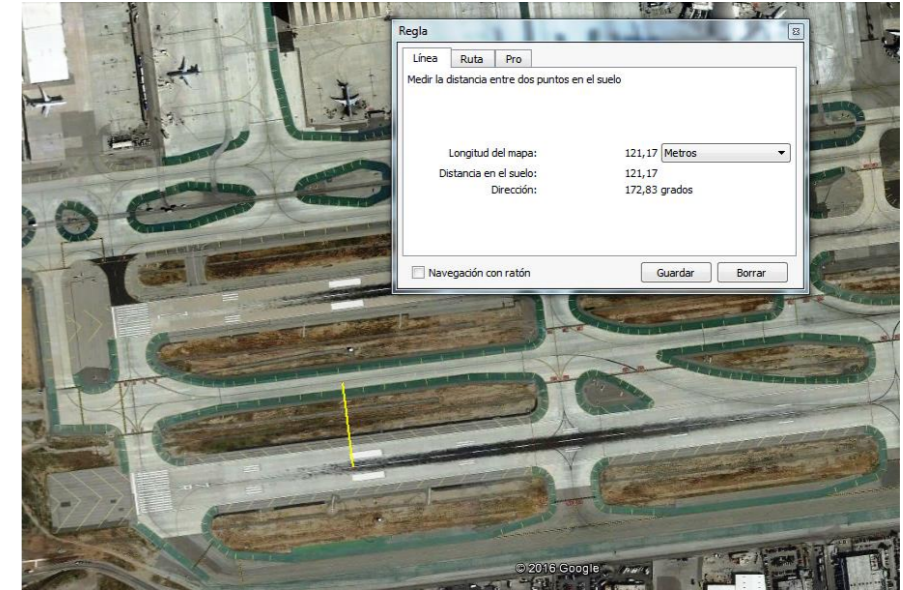 Regla
Línea Ruta Pro
Medir la distancia entre dos puntos en el suelo
Longitud del mapa: 121,17 Metros
Distancia en el suelo: 121,17
Dirección: 172,83 grados
Navegación con ratón Guardar Borrar
© 2016 Google